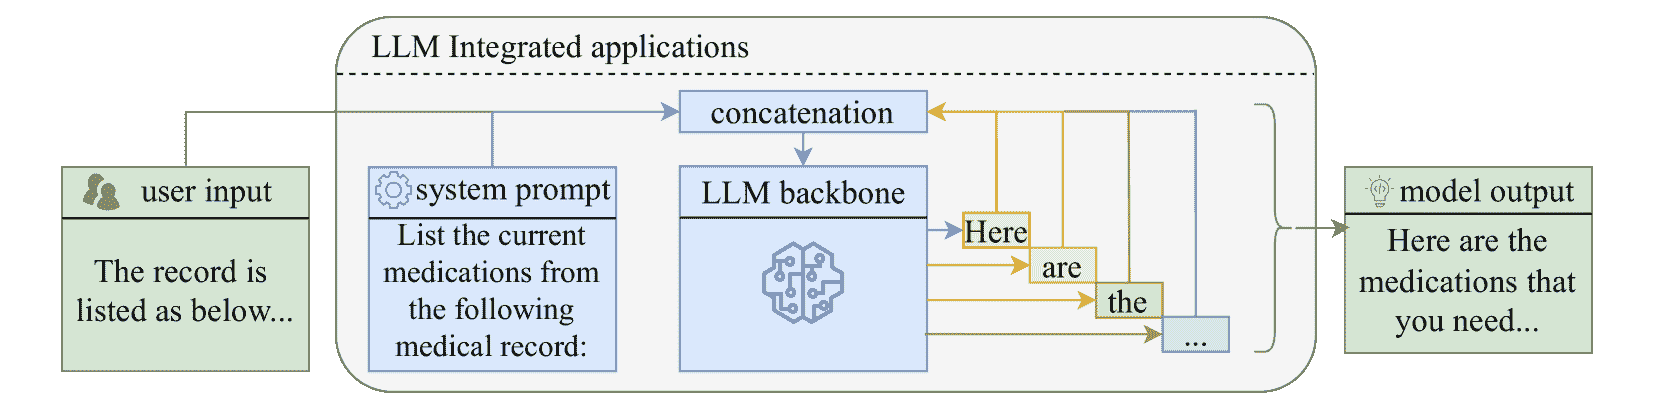 LLM Integrated applications
concatenation
user input
The record is
listed as below...
system prompt
List the current
medications from
the following
medical record:
LLM backbone
Here
are
the
...
model output
Here are the
medications that
you need...